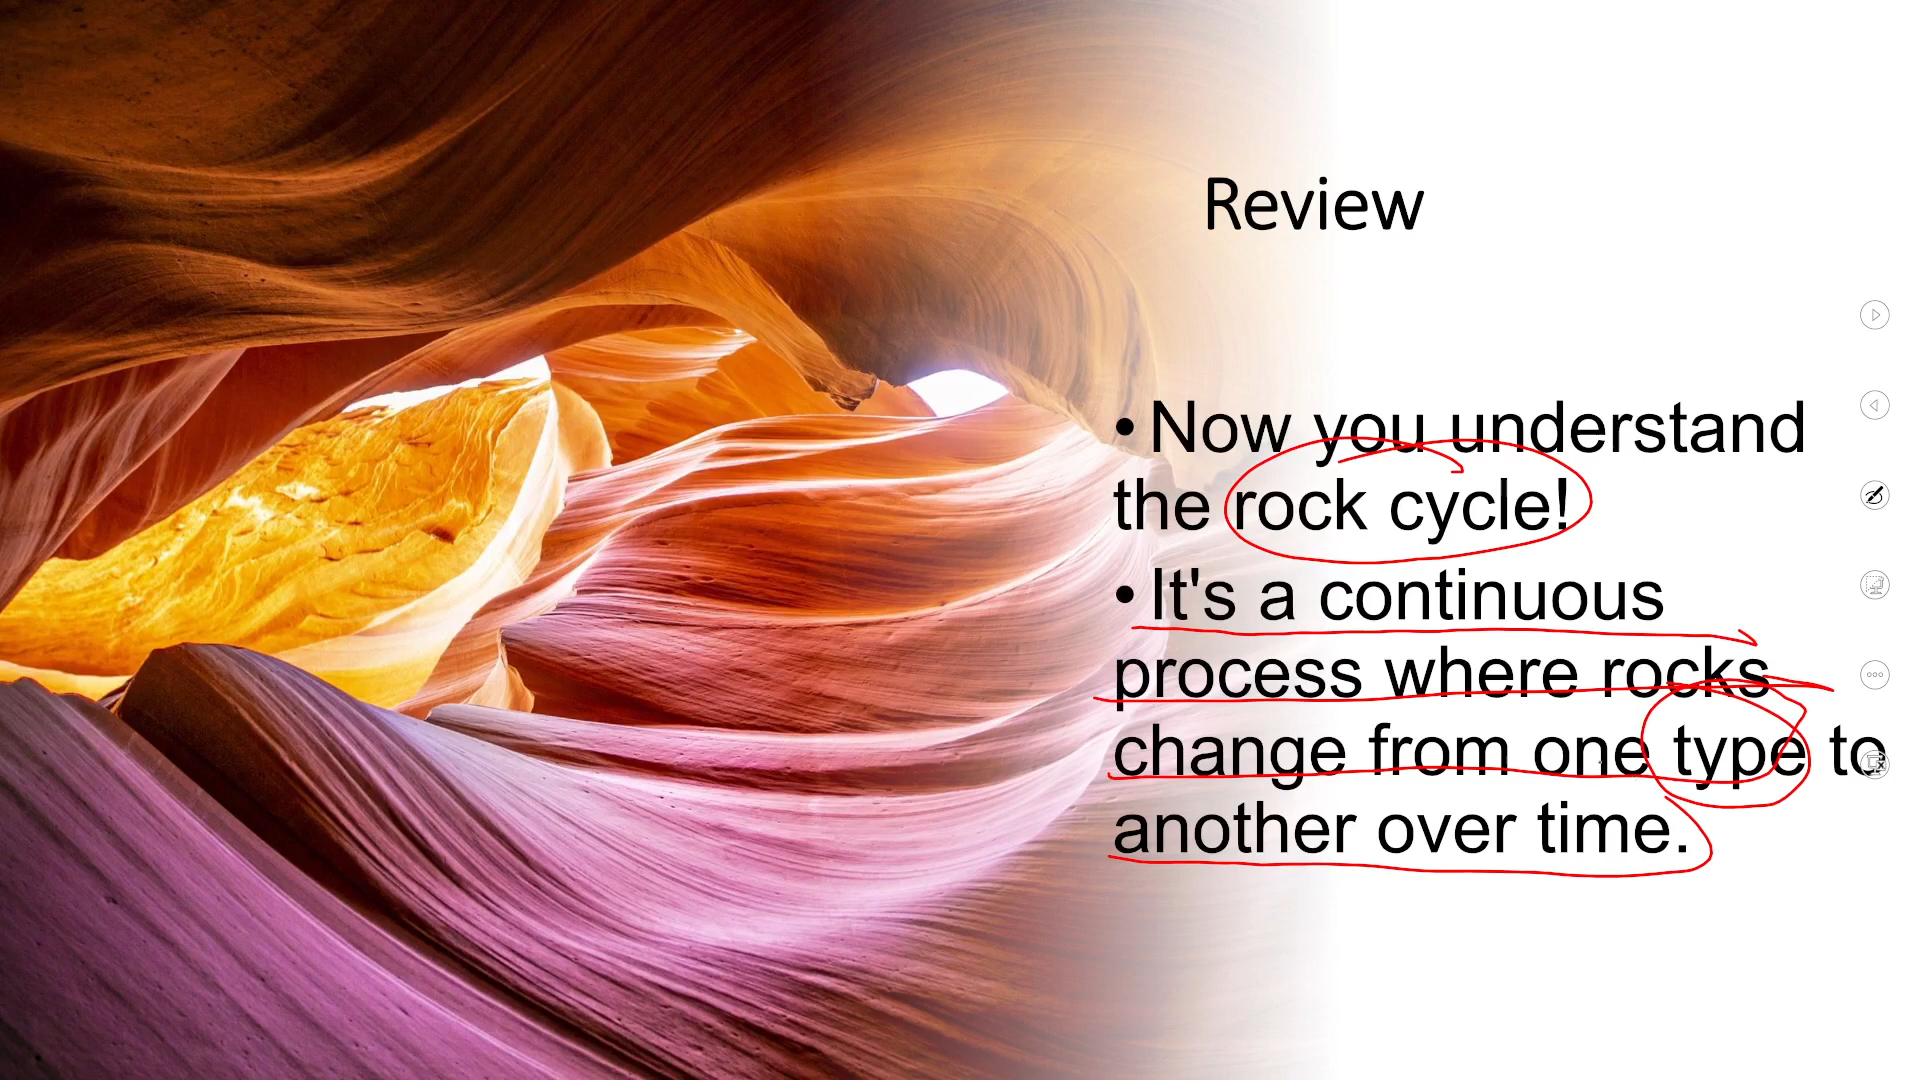 Review
• Now you understand
the rock cycle!
• It's a continuous
process where rocks
change from one type to
another over time.